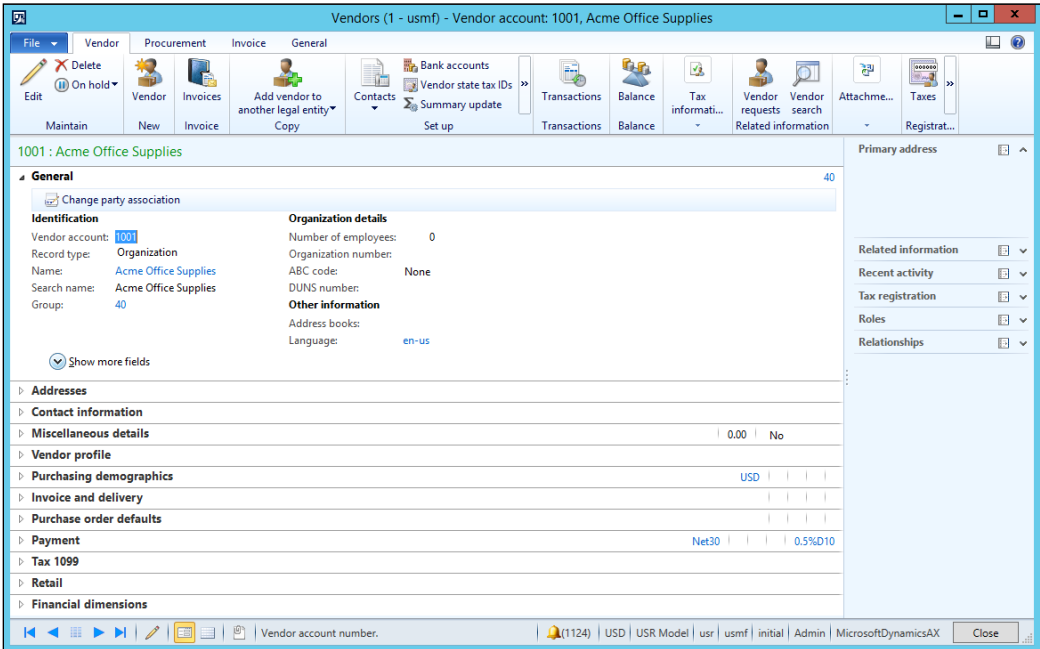 Vendors (1 - usmf) - Vendor account: 1001, Acme Office Supplies
File Vendor Procurement Invoice General
Edit
Delete
On hold
Maintain
Vendor
New
Invoices
Invoice
Add vendor to another legal entity
Copy
Contacts
Bank accounts
Vendor state tax IDs
Summary update
Set up
Transactions
Transactions
Balance
Balance
Tax informati...
Vendor requests
Vendor search
Related information
Attachme...
Taxes
Registrat...
1001 : Acme Office Supplies
General 40
Change party association
Identification
Vendor account: 1001
Record type: Organization
Name: Acme Office Supplies
Search name: Acme Office Supplies
Group: 40
Organization details
Number of employees: 0
Organization number:
ABC code: None
DUNS number:
Other information
Address books:
Language: en-us
Show more fields
Addresses
Contact information
Miscellaneous details 0.00 No
Vendor profile
Purchasing demographics USD
Invoice and delivery
Purchase order defaults
Payment Net30 0.5%D10
Tax 1099
Retail
Financial dimensions
Primary address
Related information
Recent activity
Tax registration
Roles
Relationships
Vendor account number. (1124) USD USR Model usr usmf initial Admin MicrosoftDynamicsAX Close